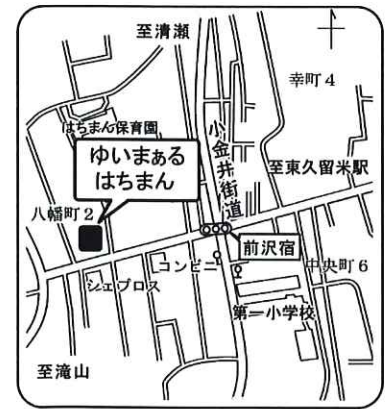 至清瀬
幸町4
はちまん保育園
小金井街道
ゆいまぁる
はちまん
至東久留米駅
八幡町2
前沢宿
コンビニ
中央町6
シェプロス
第一小学校
至滝山